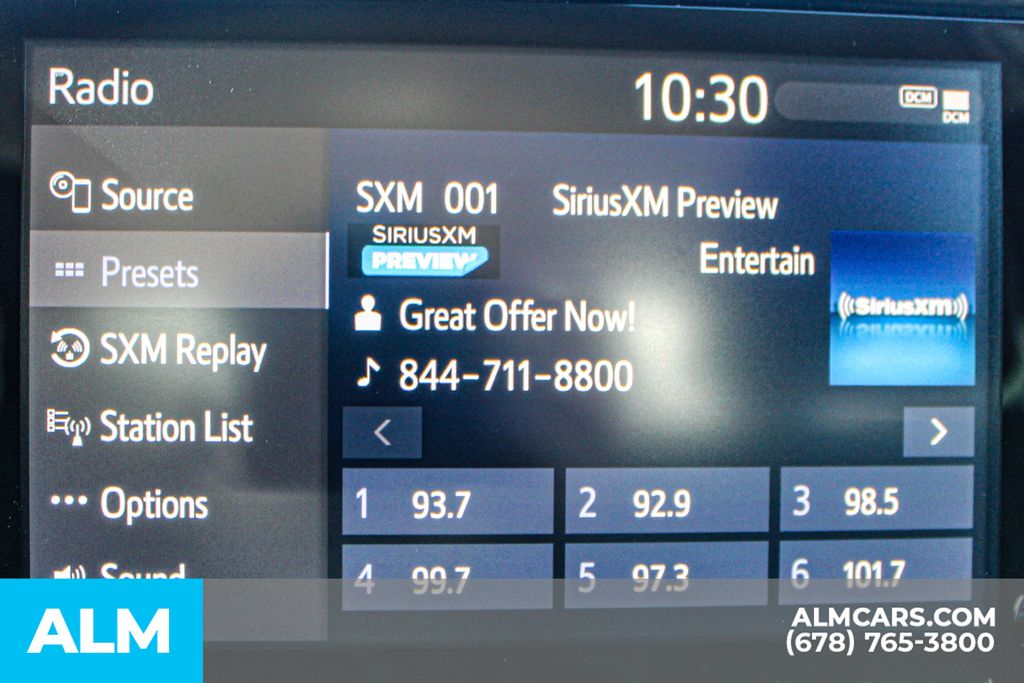 Radio
10:30
DCM
DCM
Source
Presets
SXM Replay
Station List
Options
Sound
SXM 001 SiriusXM Preview
SIRIUSXM
PREVIEW
Entertain
((SiriusXM))
Great Offer Now!
844-711-8800
<
>
1 93.7
2 92.9
3 98.5
4 99.7
5 97.3
6 101.7
ALM
ALMCARS.COM
(678) 765-3800